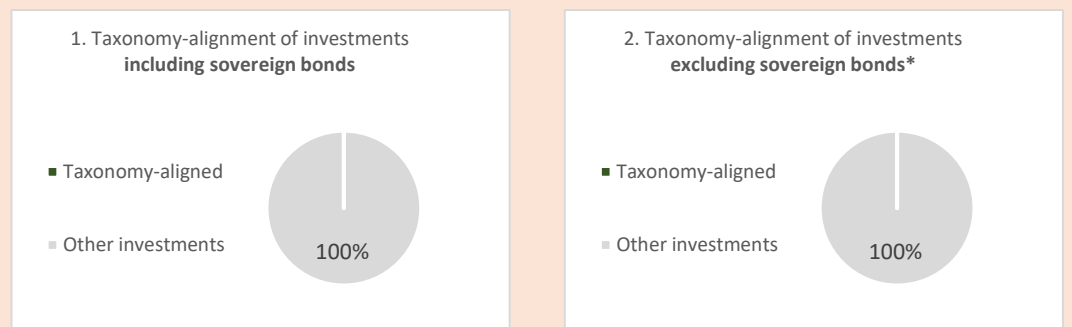 1. Taxonomy-alignment of investments
including sovereign bonds
Taxonomy-aligned
Other investments
100%
2. Taxonomy-alignment of investments
excluding sovereign bonds*
Taxonomy-aligned
Other investments
100%